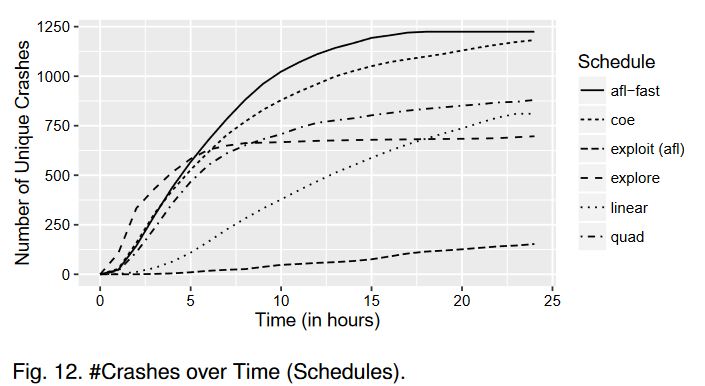 Number of Unique Crashes
1250
1000
750
500
250
0
0 5 10 15 20 25
Time (in hours)
Schedule
afl−fast
coe
exploit (afl)
explore
linear
quad
Fig. 12. #Crashes over Time (Schedules).